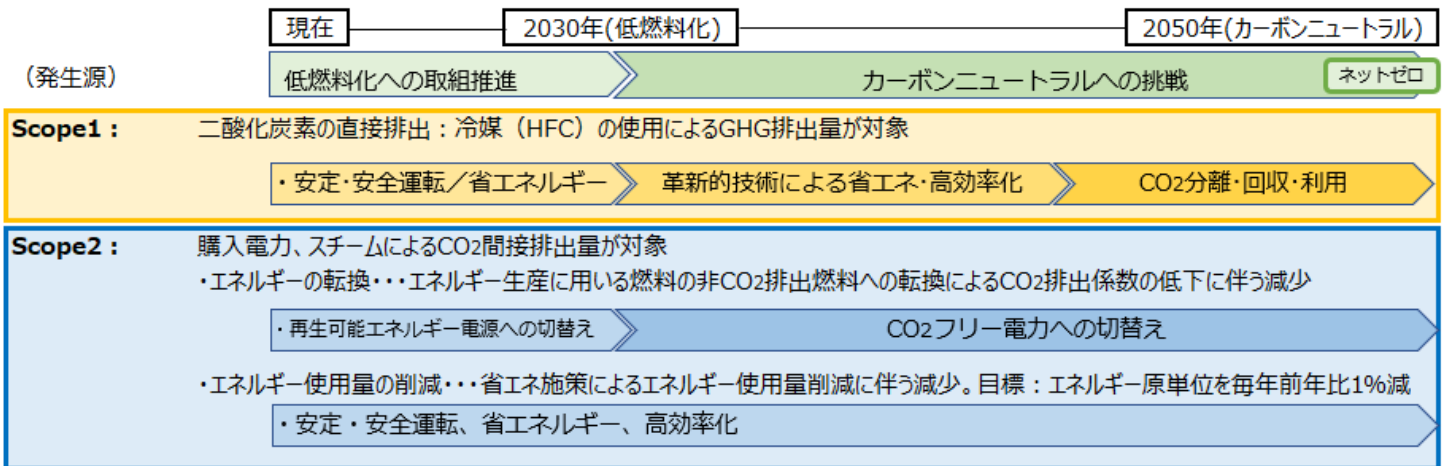 現在 2030年(低燃料化) 2050年(カーボンニュートラル)
（発生源） 低燃料化への取組推進 カーボンニュートラルへの挑戦 ネットゼロ
Scope1： 二酸化炭素の直接排出：冷媒（HFC）の使用によるGHG排出量が対象
・安定･安全運転／省エネルギー 革新的技術による省エネ･高効率化 CO2分離･回収･利用
Scope2： 購入電力、スチームによるCO2間接排出量が対象
・エネルギーの転換・・・エネルギー生産に用いる燃料の非CO2排出燃料への転換によるCO2排出係数の低下に伴う減少
・再生可能エネルギー電源への切替え CO2フリー電力への切替え
・エネルギー使用量の削減・・・省エネ施策によるエネルギー使用量削減に伴う減少。目標：エネルギー原単位を毎年前年比1%減
・安定・安全運転、省エネルギー、高効率化